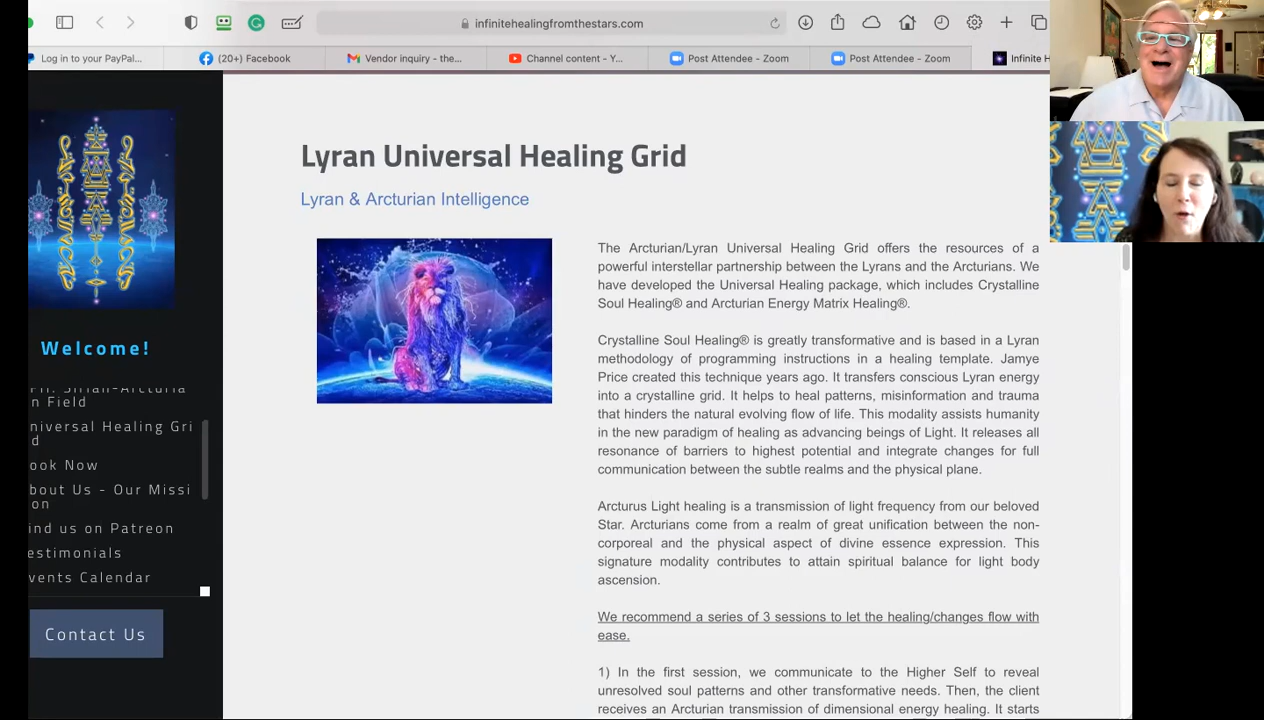 infinitehealingfromthestars.com
Log in to your PayPal...
(20+) Facebook
Vendor inquiry - the...
Channel content - Y...
Post Attendee - Zoom
Post Attendee - Zoom
Infinite H
Welcome!
n Field
niversal Healing Gri
d
ook Now
bout Us - Our Missi
on
ind us on Patreon
estimonials
vents Calendar
Contact Us
Lyran Universal Healing Grid
Lyran & Arcturian Intelligence
The Arcturian/Lyran Universal Healing Grid offers the resources of a
powerful interstellar partnership between the Lyrans and the Arcturians. We
have developed the Universal Healing package, which includes Crystalline
Soul Healing® and Arcturian Energy Matrix Healing®.
Crystalline Soul Healing® is greatly transformative and is based in a Lyran
methodology of programming instructions in a healing template. Jamye
Price created this technique years ago. It transfers conscious Lyran energy
into a crystalline grid. It helps to heal patterns, misinformation and trauma
that hinders the natural evolving flow of life. This modality assists humanity
in the new paradigm of healing as advancing beings of Light. It releases all
resonance of barriers to highest potential and integrate changes for full
communication between the subtle realms and the physical plane.
Arcturus Light healing is a transmission of light frequency from our beloved
Star. Arcturians come from a realm of great unification between the non-
corporeal and the physical aspect of divine essence expression. This
signature modality contributes to attain spiritual balance for light body
ascension.
We recommend a series of 3 sessions to let the healing/changes flow with
ease.
1) In the first session, we communicate to the Higher Self to reveal
unresolved soul patterns and other transformative needs. Then, the client
receives an Arcturian transmission of dimensional energy healing. It starts